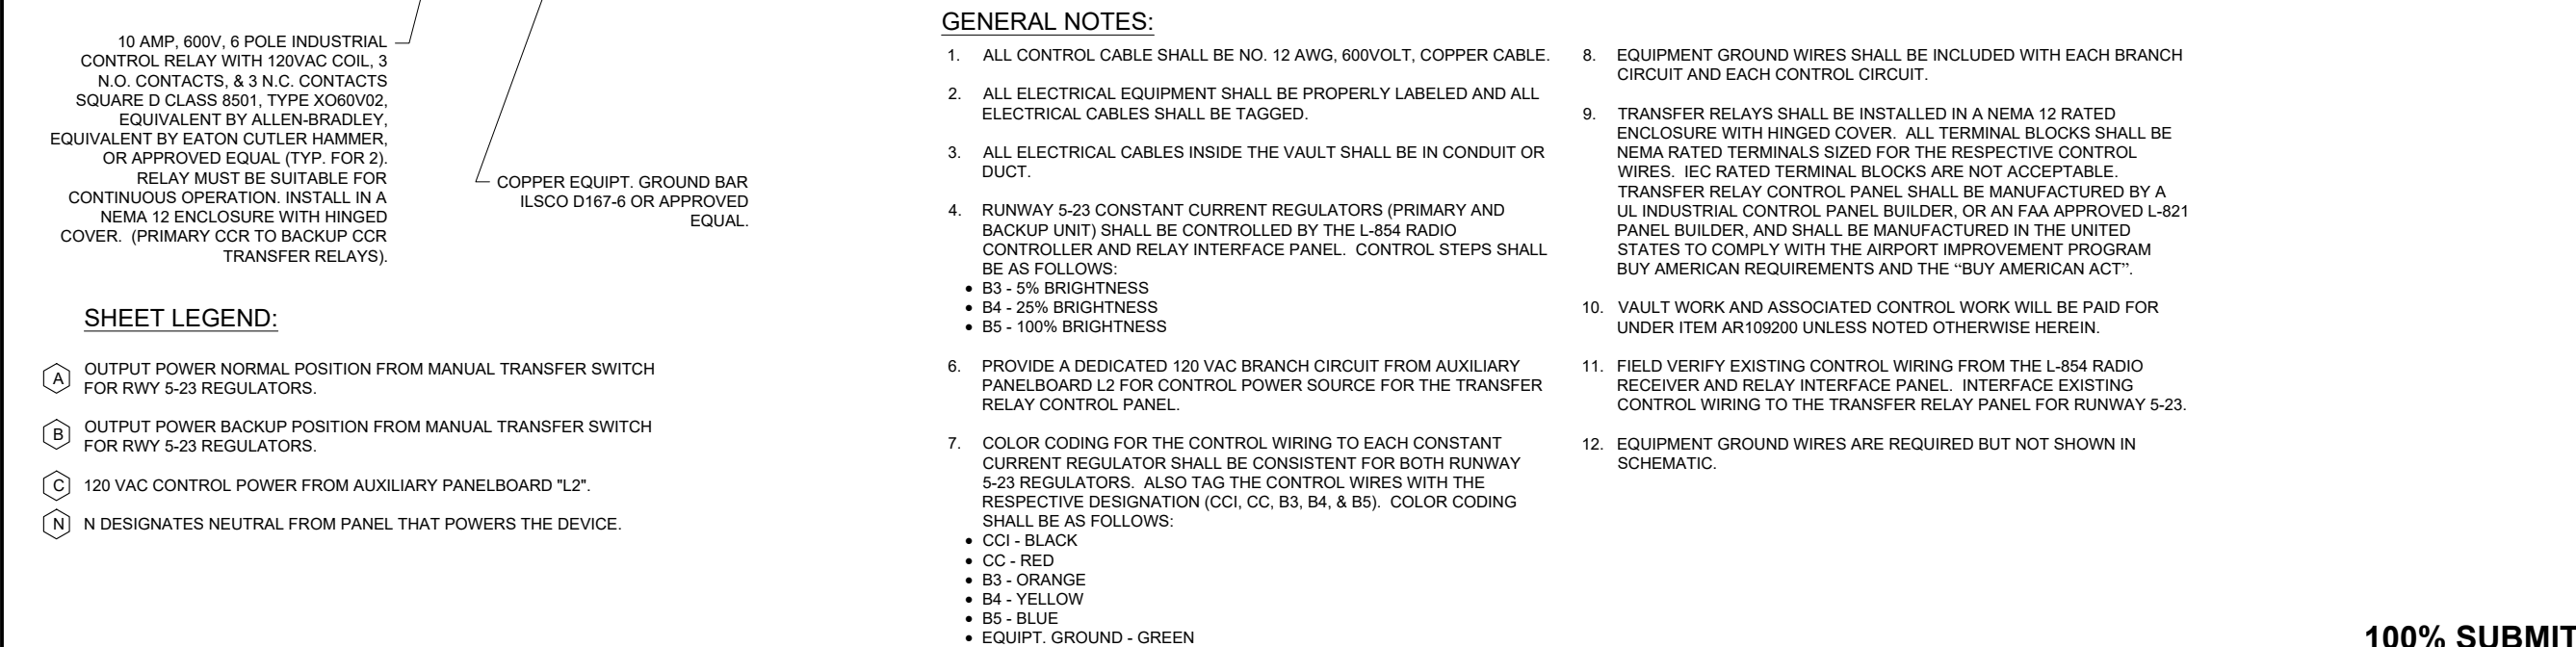 10 AMP, 600V, 6 POLE INDUSTRIAL
CONTROL RELAY WITH 120VAC COIL, 3
N.O. CONTACTS, & 3 N.C. CONTACTS
SQUARE D CLASS 8501, TYPE XO60V02,
EQUIVALENT BY ALLEN-BRADLEY,
EQUIVALENT BY EATON CUTLER HAMMER,
OR APPROVED EQUAL (TYP. FOR 2).
RELAY MUST BE SUITABLE FOR
CONTINUOUS OPERATION. INSTALL IN A
NEMA 12 ENCLOSURE WITH HINGED
COVER. (PRIMARY CCR TO BACKUP CCR
TRANSFER RELAYS).
COPPER EQUIPT. GROUND BAR
ILSCO D167-6 OR APPROVED
EQUAL.
SHEET LEGEND:
A OUTPUT POWER NORMAL POSITION FROM MANUAL TRANSFER SWITCH
FOR RWY 5-23 REGULATORS.
B OUTPUT POWER BACKUP POSITION FROM MANUAL TRANSFER SWITCH
FOR RWY 5-23 REGULATORS.
C 120 VAC CONTROL POWER FROM AUXILIARY PANELBOARD "L2".
N N DESIGNATES NEUTRAL FROM PANEL THAT POWERS THE DEVICE.
GENERAL NOTES:
1. ALL CONTROL CABLE SHALL BE NO. 12 AWG, 600VOLT, COPPER CABLE.
2. ALL ELECTRICAL EQUIPMENT SHALL BE PROPERLY LABELED AND ALL
ELECTRICAL CABLES SHALL BE TAGGED.
3. ALL ELECTRICAL CABLES INSIDE THE VAULT SHALL BE IN CONDUIT OR
DUCT.
4. RUNWAY 5-23 CONSTANT CURRENT REGULATORS (PRIMARY AND
BACKUP UNIT) SHALL BE CONTROLLED BY THE L-854 RADIO
CONTROLLER AND RELAY INTERFACE PANEL. CONTROL STEPS SHALL
BE AS FOLLOWS:
• B3 - 5% BRIGHTNESS
• B4 - 25% BRIGHTNESS
• B5 - 100% BRIGHTNESS
6. PROVIDE A DEDICATED 120 VAC BRANCH CIRCUIT FROM AUXILIARY
PANELBOARD L2 FOR CONTROL POWER SOURCE FOR THE TRANSFER
RELAY CONTROL PANEL.
7. COLOR CODING FOR THE CONTROL WIRING TO EACH CONSTANT
CURRENT REGULATOR SHALL BE CONSISTENT FOR BOTH RUNWAY
5-23 REGULATORS. ALSO TAG THE CONTROL WIRES WITH THE
RESPECTIVE DESIGNATION (CCI, CC, B3, B4, & B5). COLOR CODING
SHALL BE AS FOLLOWS:
• CCI - BLACK
• CC - RED
• B3 - ORANGE
• B4 - YELLOW
• B5 - BLUE
• EQUIPT. GROUND - GREEN
8. EQUIPMENT GROUND WIRES SHALL BE INCLUDED WITH EACH BRANCH
CIRCUIT AND EACH CONTROL CIRCUIT.
9. TRANSFER RELAYS SHALL BE INSTALLED IN A NEMA 12 RATED
ENCLOSURE WITH HINGED COVER. ALL TERMINAL BLOCKS SHALL BE
NEMA RATED TERMINALS SIZED FOR THE RESPECTIVE CONTROL
WIRES. IEC RATED TERMINAL BLOCKS ARE NOT ACCEPTABLE.
TRANSFER RELAY CONTROL PANEL SHALL BE MANUFACTURED BY A
UL INDUSTRIAL CONTROL PANEL BUILDER, OR AN FAA APPROVED L-821
PANEL BUILDER, AND SHALL BE MANUFACTURED IN THE UNITED
STATES TO COMPLY WITH THE AIRPORT IMPROVEMENT PROGRAM
BUY AMERICAN REQUIREMENTS AND THE “BUY AMERICAN ACT”.
10. VAULT WORK AND ASSOCIATED CONTROL WORK WILL BE PAID FOR
UNDER ITEM AR109200 UNLESS NOTED OTHERWISE HEREIN.
11. FIELD VERIFY EXISTING CONTROL WIRING FROM THE L-854 RADIO
RECEIVER AND RELAY INTERFACE PANEL. INTERFACE EXISTING
CONTROL WIRING TO THE TRANSFER RELAY PANEL FOR RUNWAY 5-23.
12. EQUIPMENT GROUND WIRES ARE REQUIRED BUT NOT SHOWN IN
SCHEMATIC.
100% SUBMIT